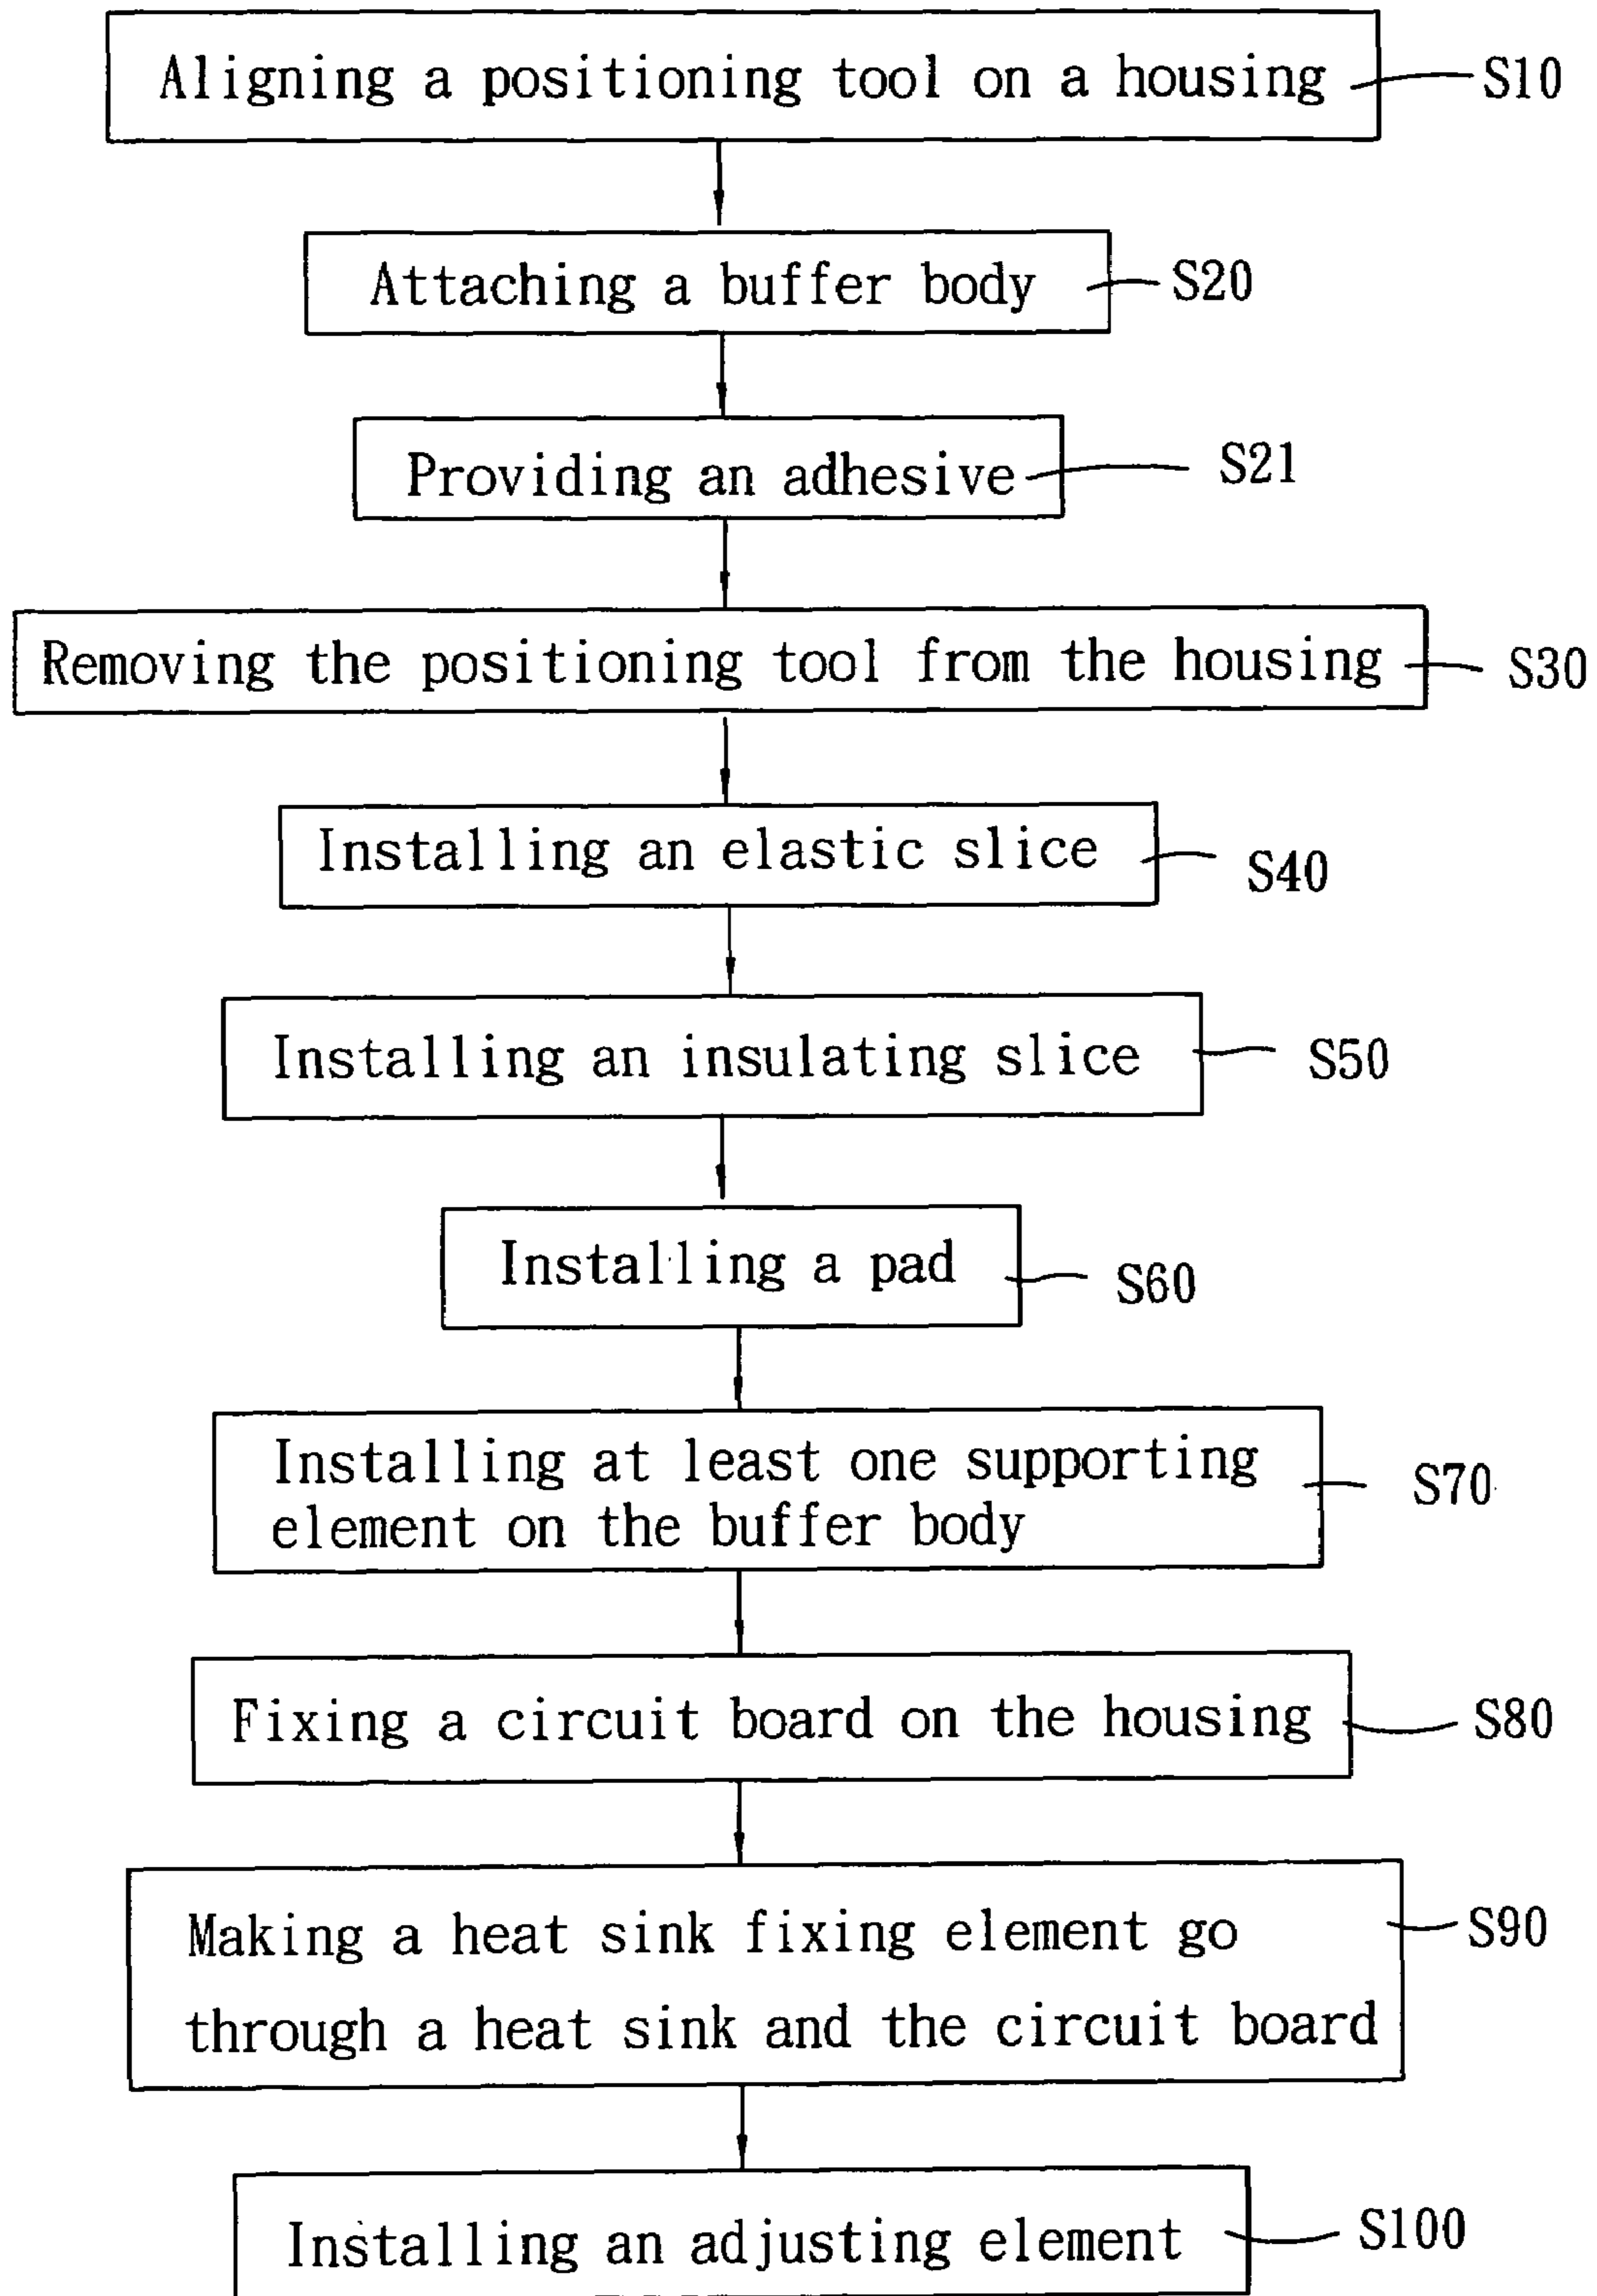 Aligning a positioning tool on a housing S10
Attaching a buffer body S20
Providing an adhesive S21
Removing the positioning tool from the housing S30
Installing an elastic slice S40
Installing an insulating slice S50
Installing a pad S60
Installing at least one supporting S70
element on the buffer body
Fixing a circuit board on the housing S80
Making a heat sink fixing element go S90
through a heat sink and the circuit board
Installing an adjusting element S100